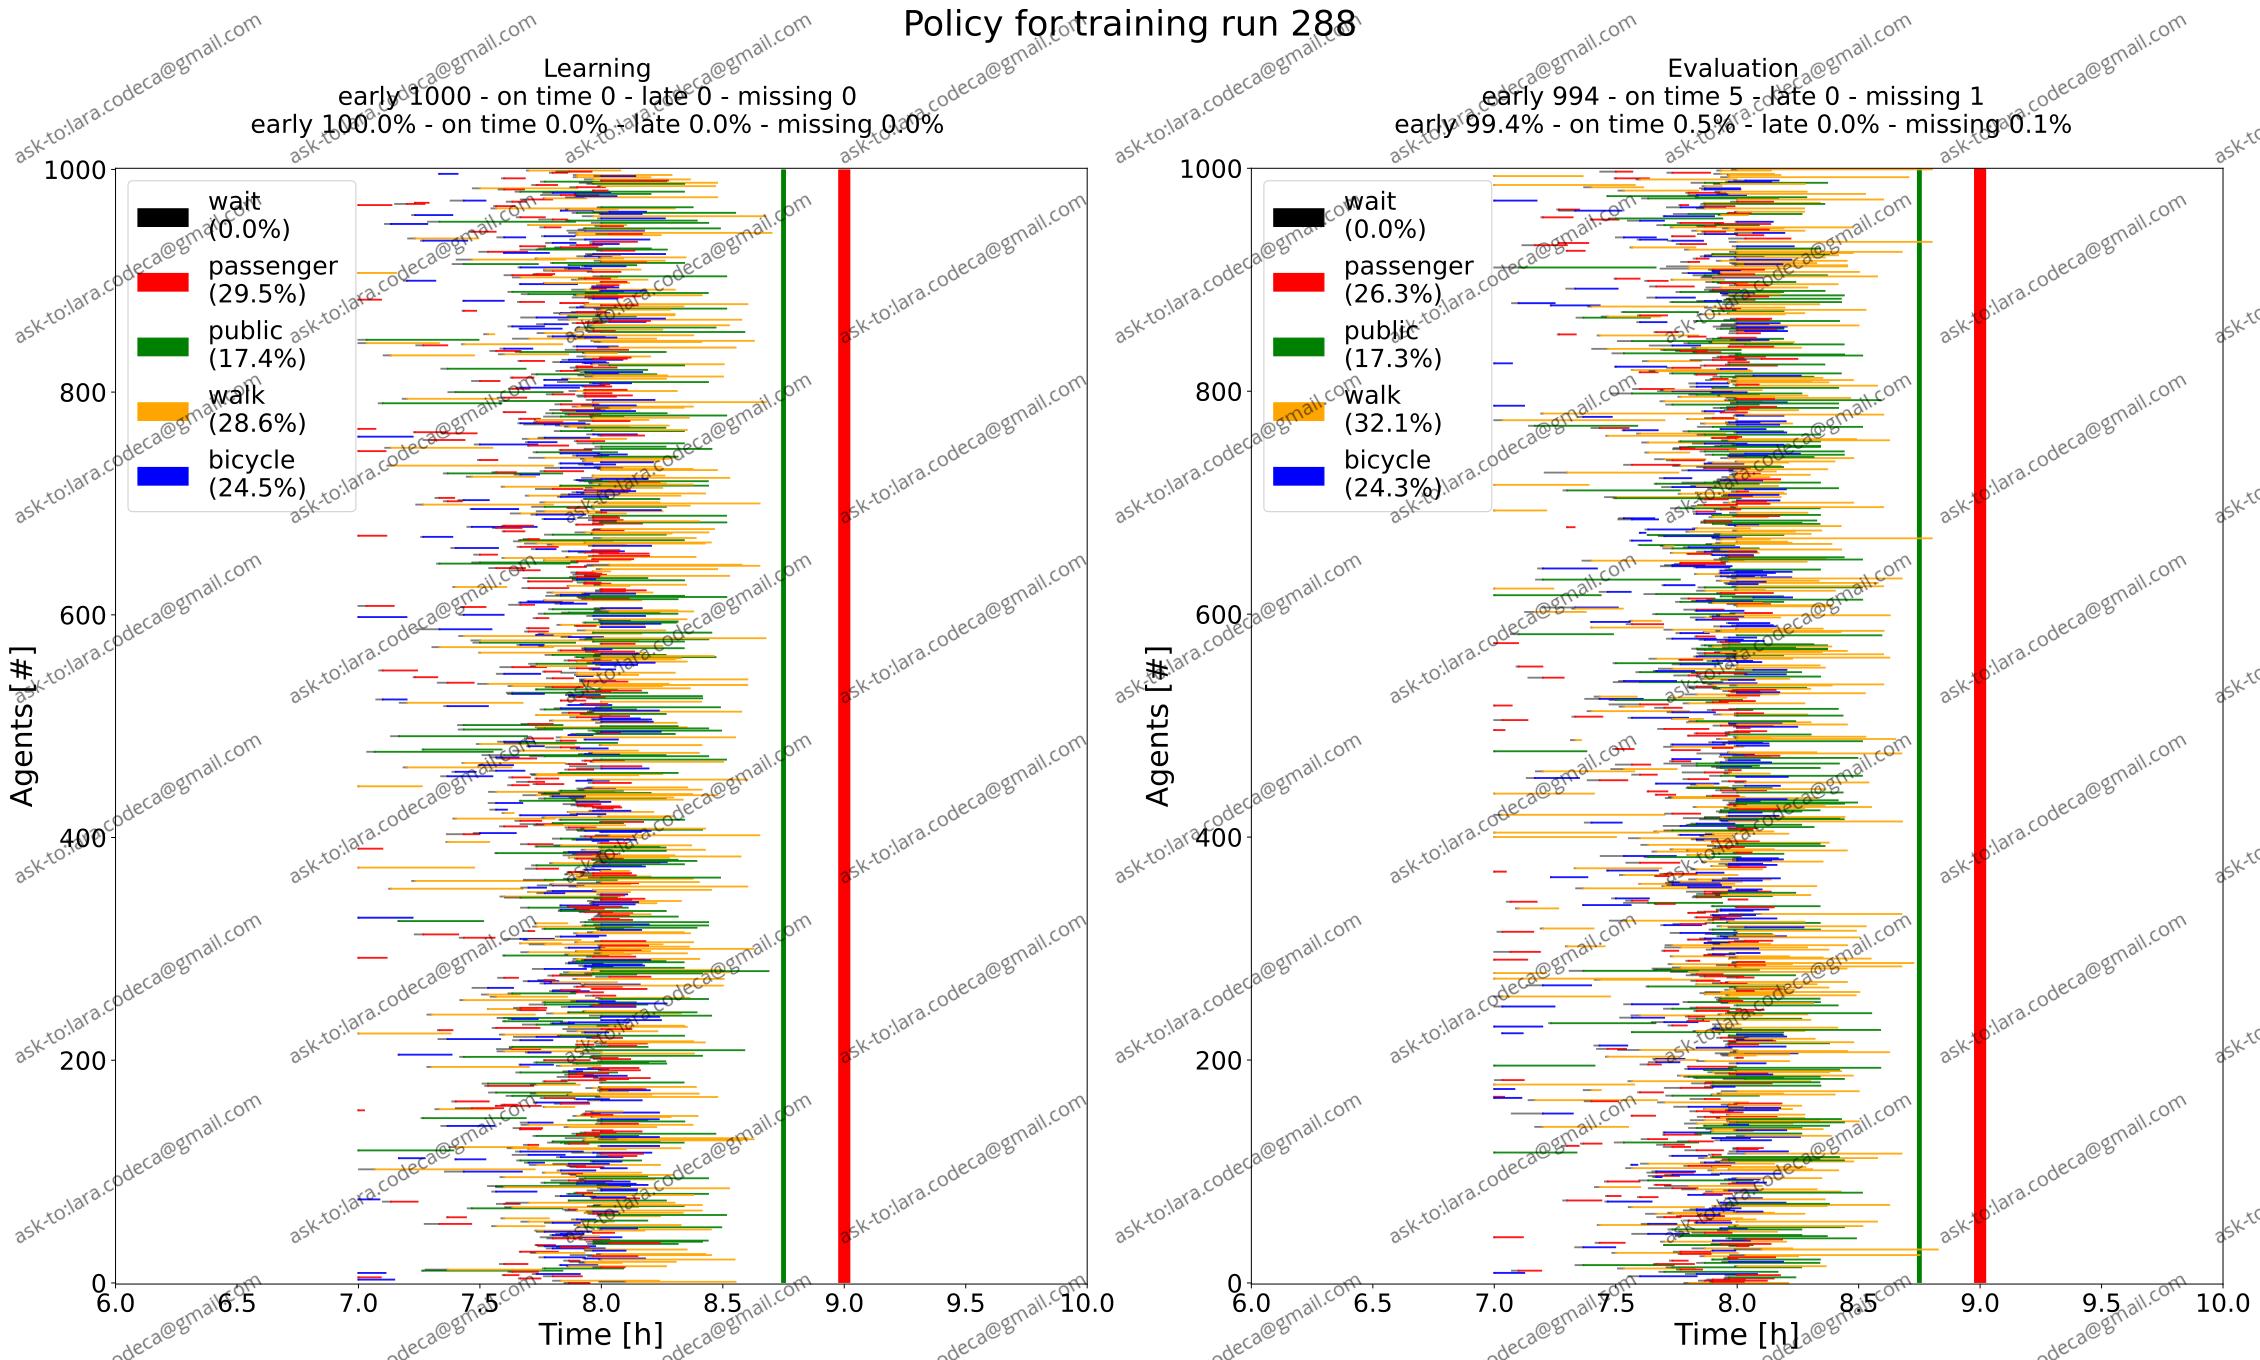 Policy for training run 288
Learning
early 1000 - on time 0 - late 0 - missing 0
early 100.0% - on time 0.0% - late 0.0% - missing 0.0%
Evaluation
early 994 - on time 5 - late 0 - missing 1
early 99.4% - on time 0.5% - late 0.0% - missing 0.1%
Agents [#]
1000
800
600
400
200
0
wait
(0.0%)
passenger
(29.5%)
public
(17.4%)
walk
(28.6%)
bicycle
(24.5%)
6.0 6.5 7.0 7.5 8.0 8.5 9.0 9.5 10.0
Time [h]
Agents [#]
1000
800
600
400
200
0
wait
(0.0%)
passenger
(26.3%)
public
(17.3%)
walk
(32.1%)
bicycle
(24.3%)
6.0 6.5 7.0 7.5 8.0 8.5 9.0 9.5 10.0
Time [h]
ask-to:lara.codeca@gmail.com